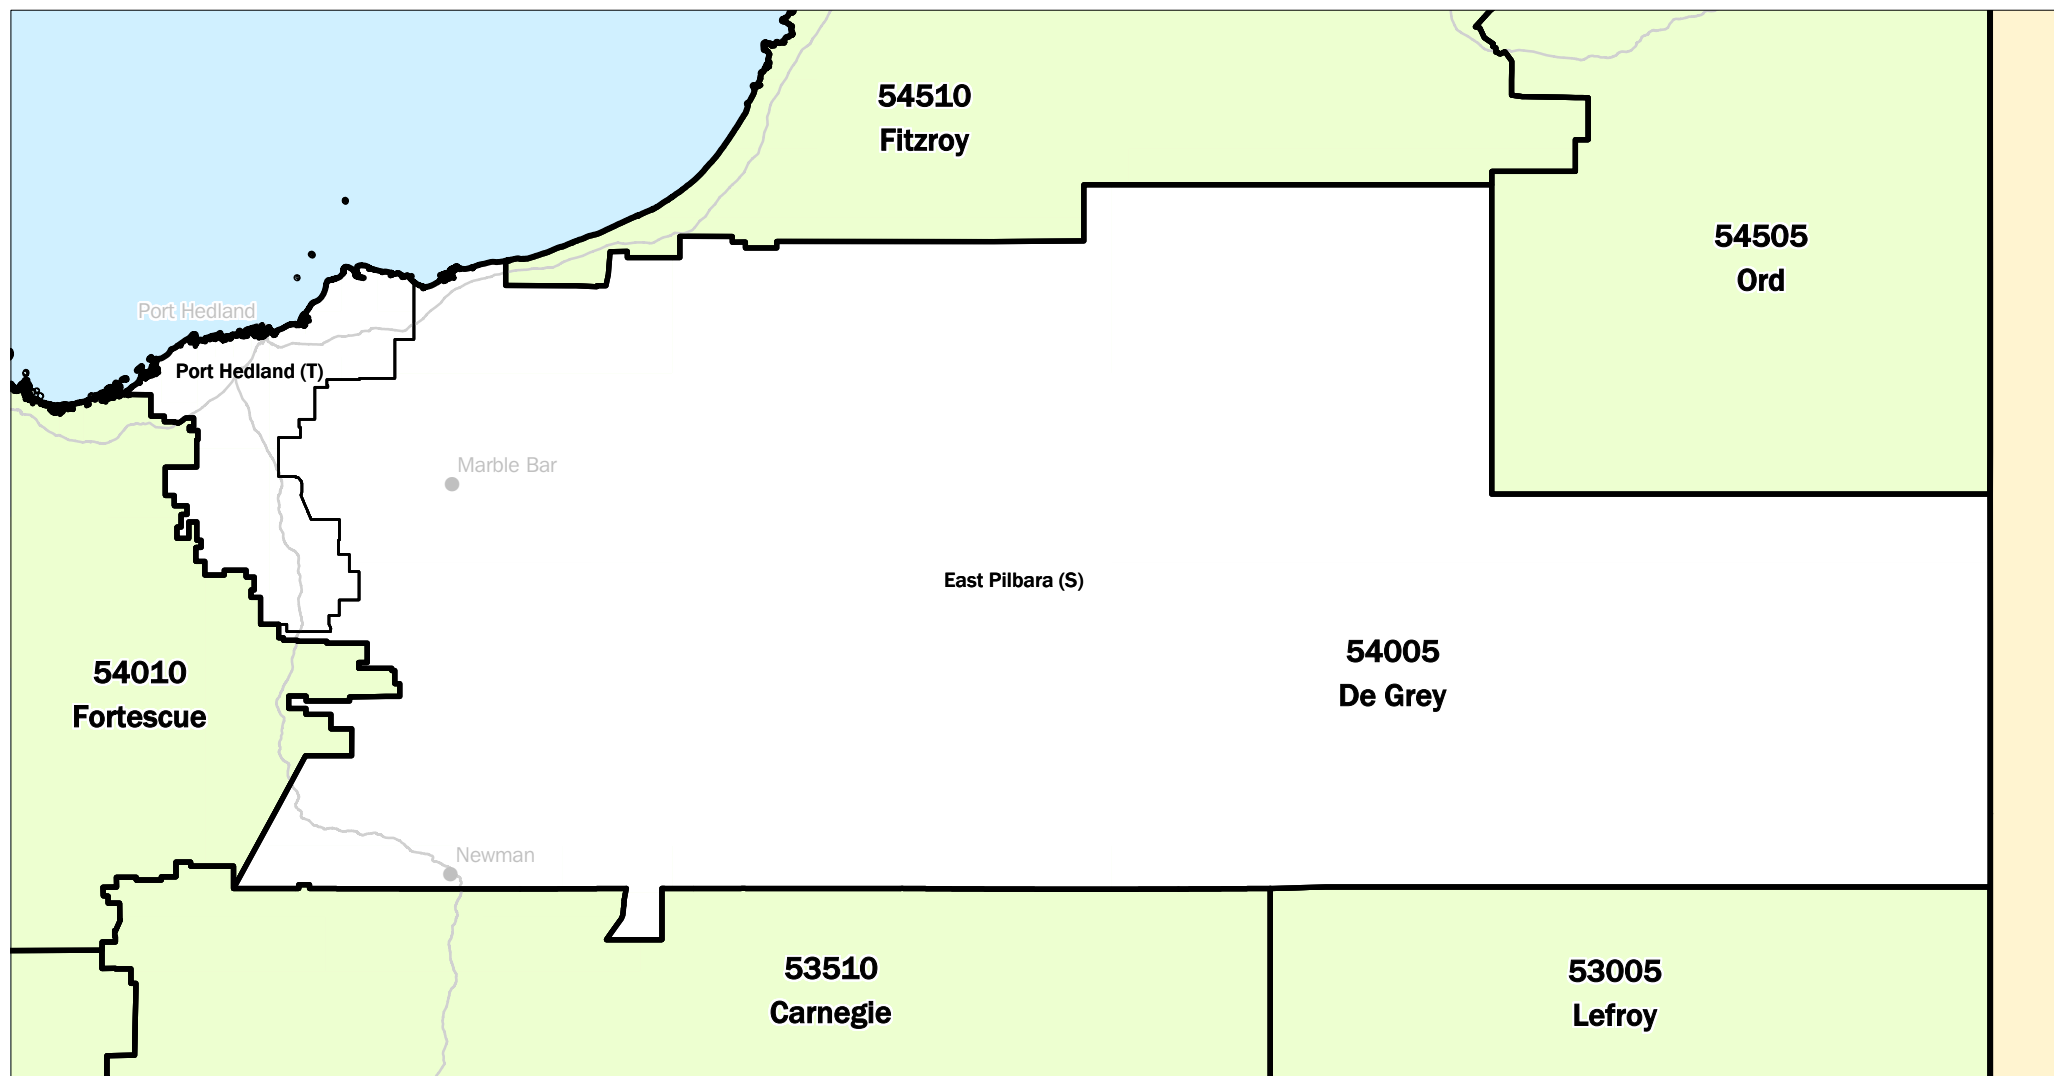 54510
Fitzroy
54505
Ord
Port Hedland
Port Hedland (T)
Marble Bar
East Pilbara (S)
54005
De Grey
54010
Fortescue
Newman
53510
Carnegie
53005
Lefroy